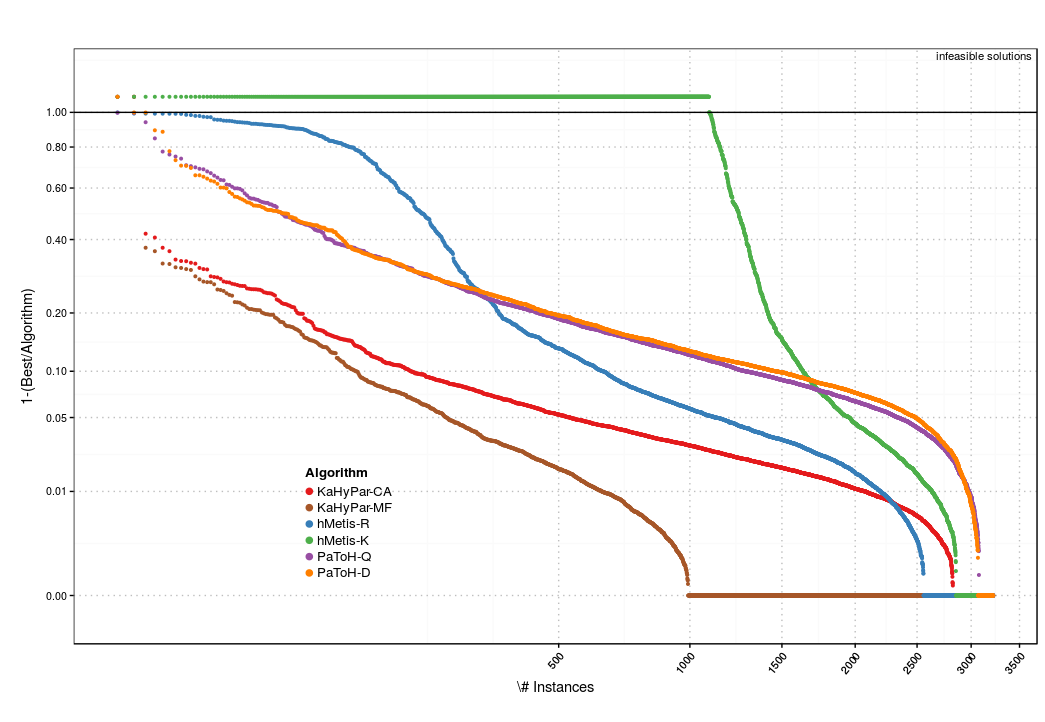 infeasible solutions
1.00
0.80
0.60
0.40
0.20
0.10
0.05
0.01
0.00
1-(Best/Algorithm)
Algorithm
KaHyPar-CA
KaHyPar-MF
hMetis-R
hMetis-K
PaToH-Q
PaToH-D
500
1000
1500
2000
2500
3000
3500
\# Instances